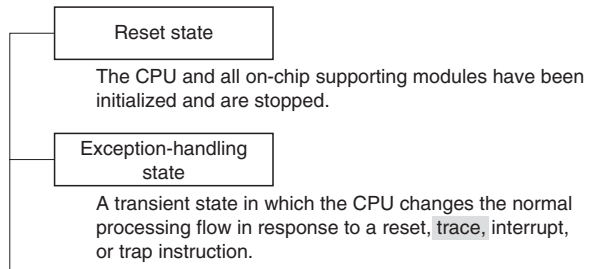 Reset state
The CPU and all on-chip supporting modules have been
initialized and are stopped.
Exception-handling
state
A transient state in which the CPU changes the normal
processing flow in response to a reset, trace, interrupt,
or trap instruction.